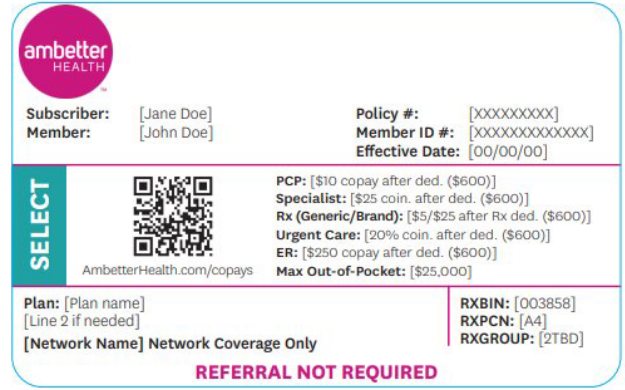 ambetter
HEALTH
™
Subscriber: [Jane Doe]
Member: [John Doe]
Policy #: [XXXXXXXXX]
Member ID #: [XXXXXXXXXXXXX]
Effective Date: [00/00/00]
SELECT
AmbetterHealth.com/copays
PCP: [$10 copay after ded. ($600)]
Specialist: [$25 coin. after ded. ($600)]
Rx (Generic/Brand): [$5/$25 after Rx ded. ($600)]
Urgent Care: [20% coin. after ded. ($600)]
ER: [$250 copay after ded. ($600)]
Max Out-of-Pocket: [$25,000]
Plan: [Plan name]
[Line 2 if needed]
[Network Name] Network Coverage Only
RXBIN: [003858]
RXPCN: [A4]
RXGROUP: [2TBD]
REFERRAL NOT REQUIRED